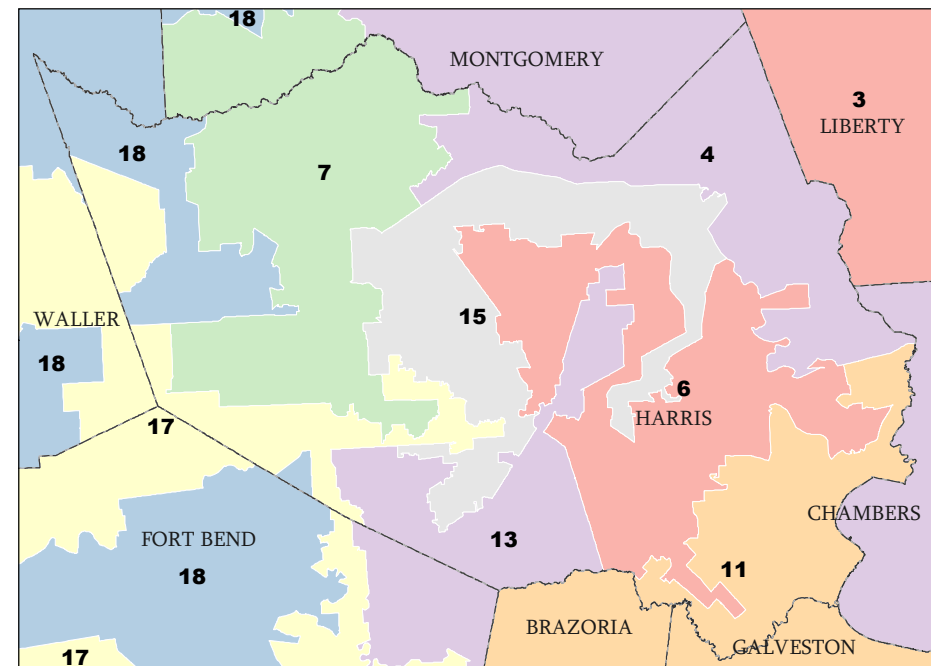 18
MONTGOMERY
3
LIBERTY
18
4
7
WALLER
15
18
6
HARRIS
17
CHAMBERS
FORT BEND
13
18
11
BRAZORIA
GALVESTON
17